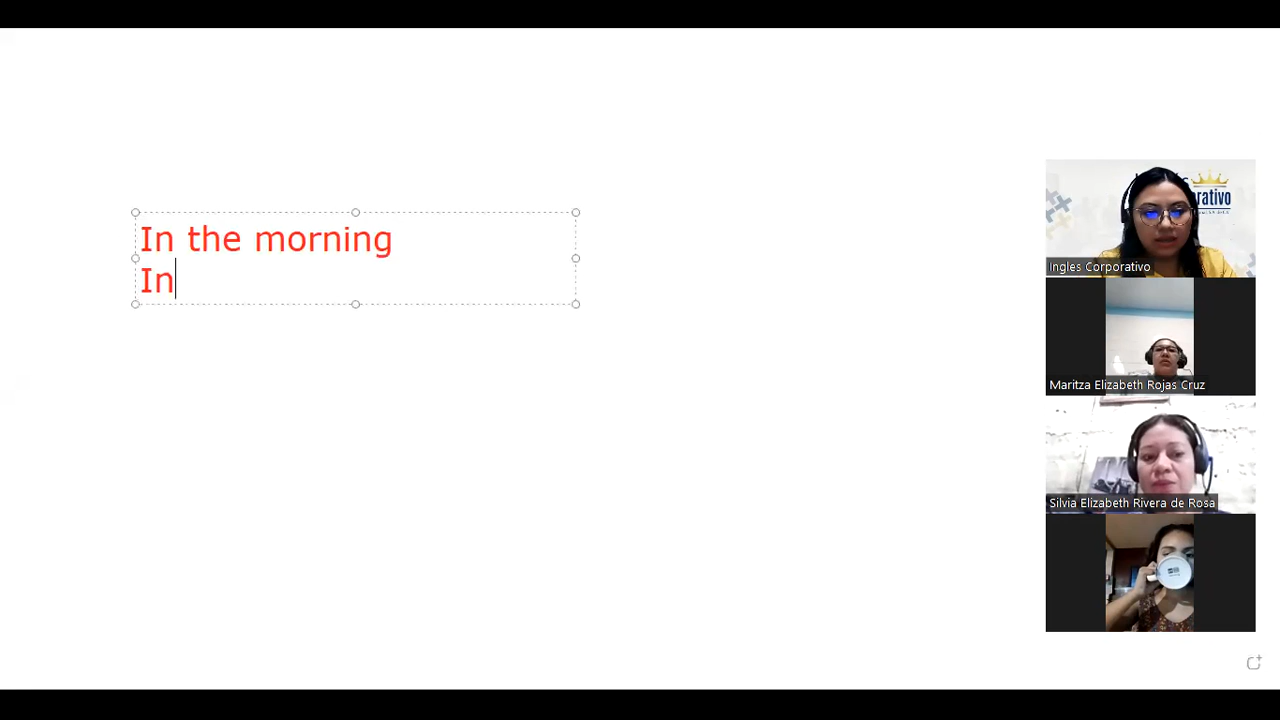 In the morning
In
Ingles Corporativo
Maritza Elizabeth Rojas Cruz
Silvia Elizabeth Rivera de Rosa